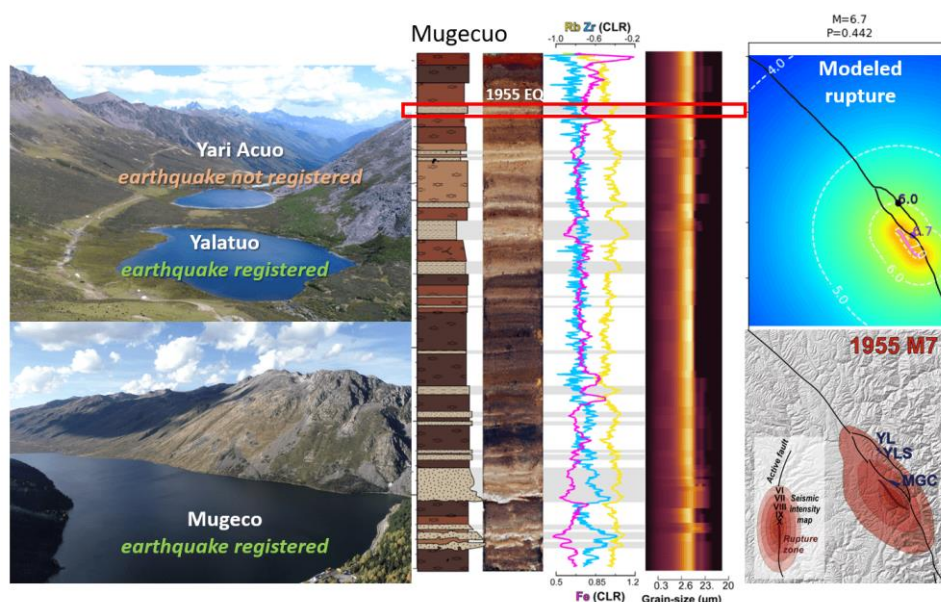 Yari Acuo
earthquake not registered
Yalatuo
earthquake registered
Mugeco
earthquake registered
Mugecuo
1955 EQ
-1.0 -0.6 -0.2
Rb Zr (CLR)
0.5 0.85 1.2
Fe (CLR)
0.3 2.6 23. 20
Grain-size (um)
M=6.7
P=0.442
4.0
Modeled
rupture
6.0
6.0
5.0
1955 M7
YL
YLS
MGC
Active fault
VI
VII
VIII
IX
X
Seismic
intensity
map
Rupture
zone